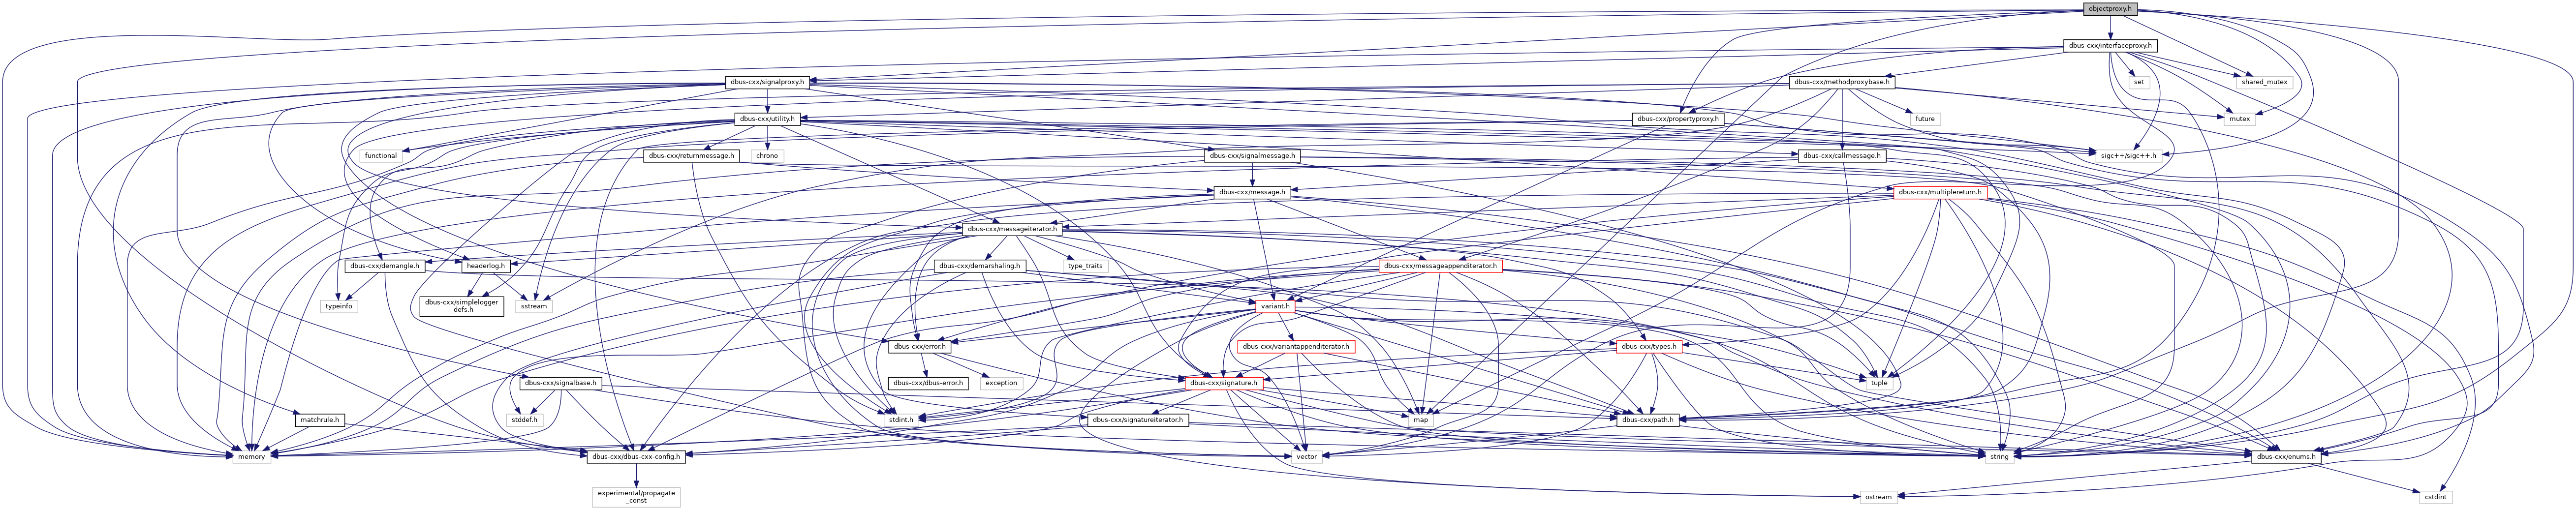 objectproxy.h
dbus-cxx/interfaceproxy.h
dbus-cxx/signalproxy.h
dbus-cxx/methodproxybase.h
set
shared_mutex
dbus-cxx/utility.h
dbus-cxx/propertyproxy.h
future
mutex
functional
dbus-cxx/returnmessage.h
chrono
dbus-cxx/signalmessage.h
dbus-cxx/callmessage.h
sigc++/sigc++.h
dbus-cxx/message.h
dbus-cxx/multiplereturn.h
dbus-cxx/messageiterator.h
dbus-cxx/demangle.h
headerlog.h
dbus-cxx/demarshaling.h
type_traits
dbus-cxx/messageappenditerator.h
typeinfo
dbus-cxx/simplelogger
_defs.h
sstream
variant.h
dbus-cxx/error.h
dbus-cxx/variantappenditerator.h
dbus-cxx/types.h
dbus-cxx/signalbase.h
dbus-cxx/dbus-error.h
exception
dbus-cxx/signature.h
tuple
matchrule.h
stddef.h
stdint.h
dbus-cxx/signatureiterator.h
map
dbus-cxx/path.h
memory
dbus-cxx/dbus-cxx-config.h
vector
string
dbus-cxx/enums.h
experimental/propagate
_const
ostream
cstdint